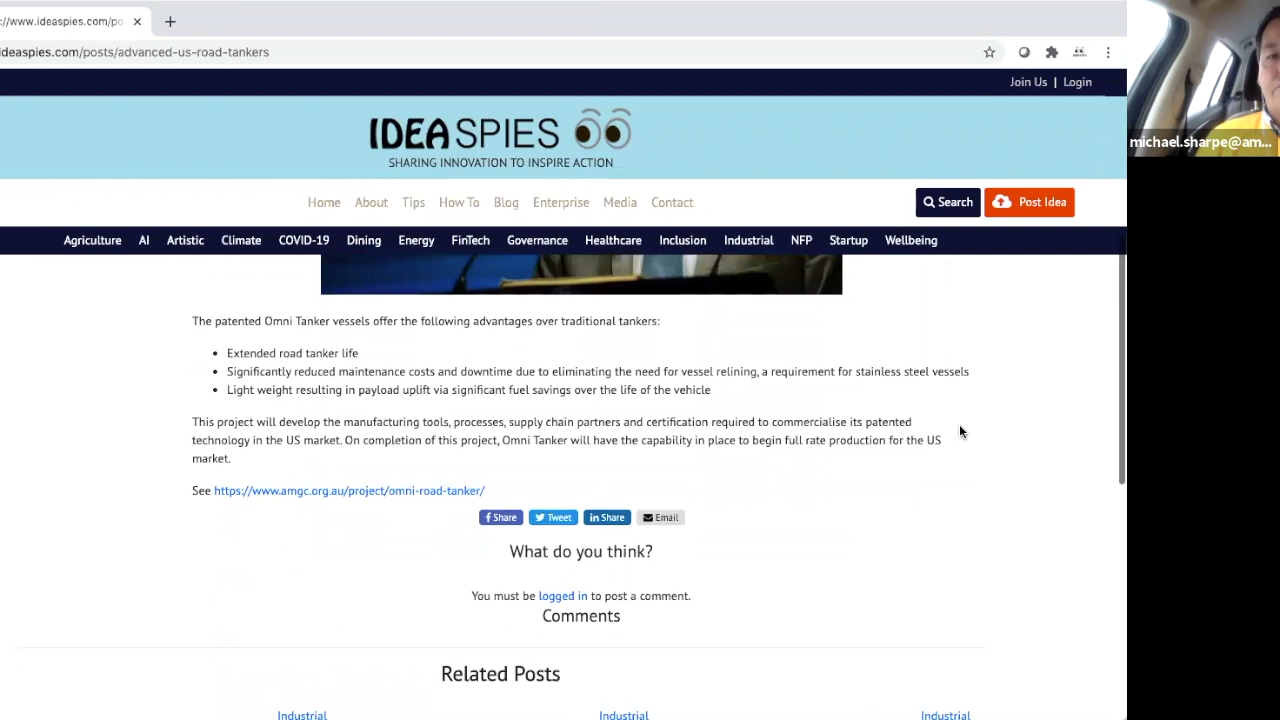 ://www.ideaspies.com/po
ideaspies.com/posts/advanced-us-road-tankers
Join Us | Login
IDEA SPIES
SHARING INNOVATION TO INSPIRE ACTION
michael.sharpe@am...
Home About Tips How To Blog Enterprise Media Contact
Search Post Idea
Agriculture AI Artistic Climate COVID-19 Dining Energy FinTech Governance Healthcare Inclusion Industrial NFP Startup Wellbeing
The patented Omni Tanker vessels offer the following advantages over traditional tankers:
• Extended road tanker life
• Significantly reduced maintenance costs and downtime due to eliminating the need for vessel relining, a requirement for stainless steel vessels
• Light weight resulting in payload uplift via significant fuel savings over the life of the vehicle
This project will develop the manufacturing tools, processes, supply chain partners and certification required to commercialise its patented
technology in the US market. On completion of this project, Omni Tanker will have the capability in place to begin full rate production for the US
market.
See https://www.amgc.org.au/project/omni-road-tanker/
Share Tweet Share Email
What do you think?
You must be logged in to post a comment.
Comments
Related Posts
Industrial Industrial Industrial